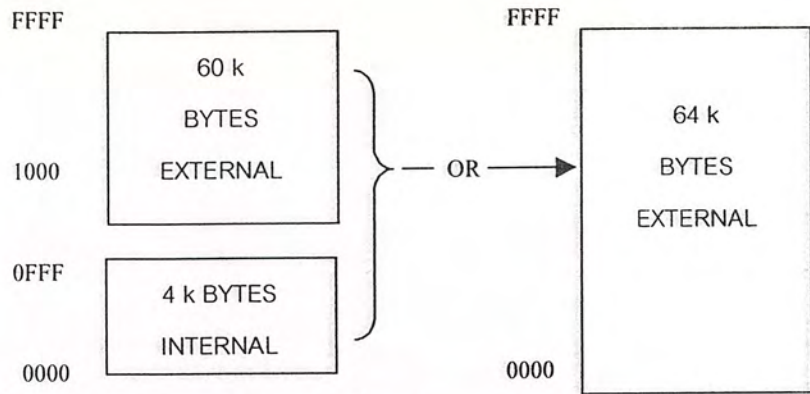 FFFF
60 k
BYTES
EXTERNAL
1000
0FFF
4 k BYTES
INTERNAL
0000
OR
FFFF
64 k
BYTES
EXTERNAL
0000